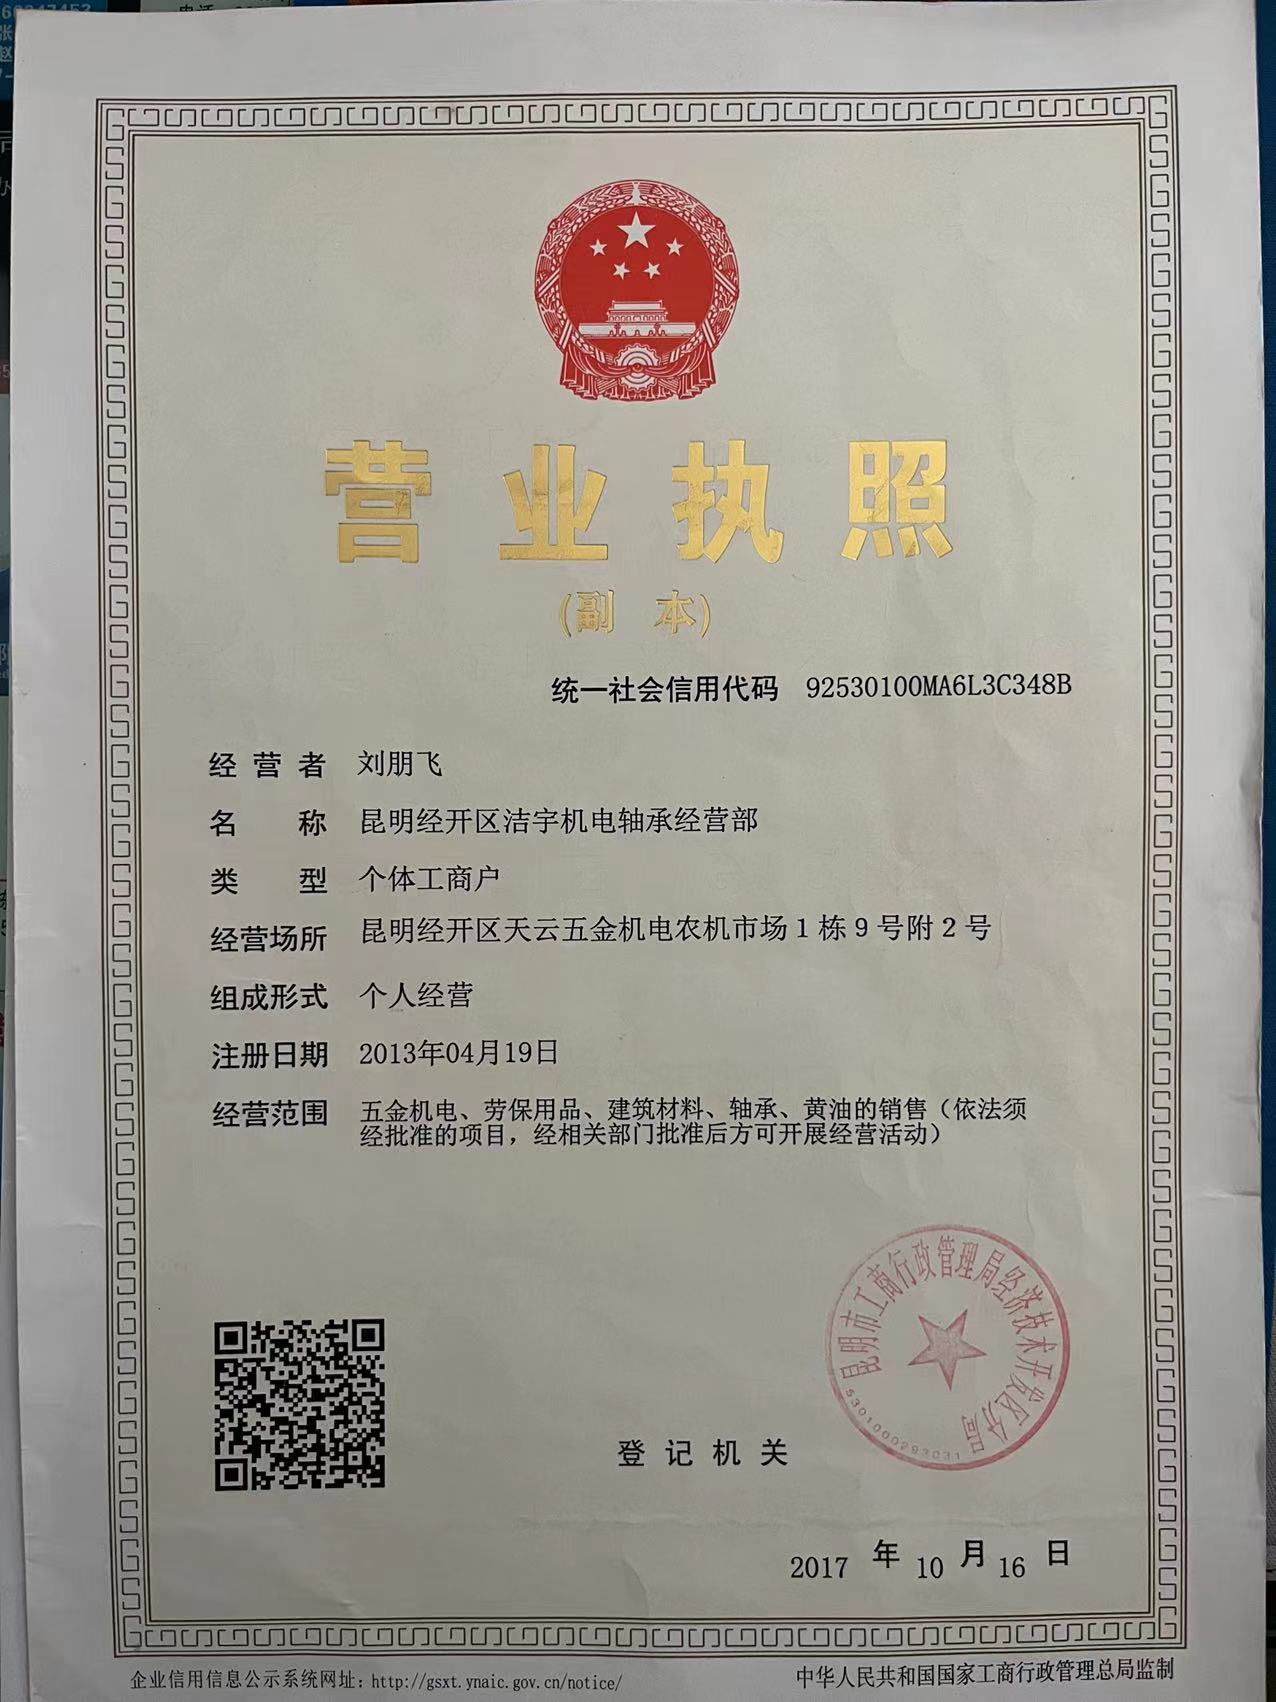 营业执照
(副 本)
统一社会信用代码 92530100MA6L3C348B
经营者 刘朋飞
名称 昆明经开区洁宇机电轴承经营部
类型 个体工商户
经营场所 昆明经开区天云五金机电农机市场1栋9号附2号
组成形式 个人经营
注册日期 2013年04月19日
经营范围 五金机电、劳保用品、建筑材料、轴承、黄油的销售（依法须
经批准的项目，经相关部门批准后方可开展经营活动）
昆明市工商行政管理局经济技术开发区分局
5301000293031
登记机关
2017 年 10 月 16 日
企业信用信息公示系统网址：http://gsxt.ynaic.gov.cn/notice/
中华人民共和国国家工商行政管理总局监制